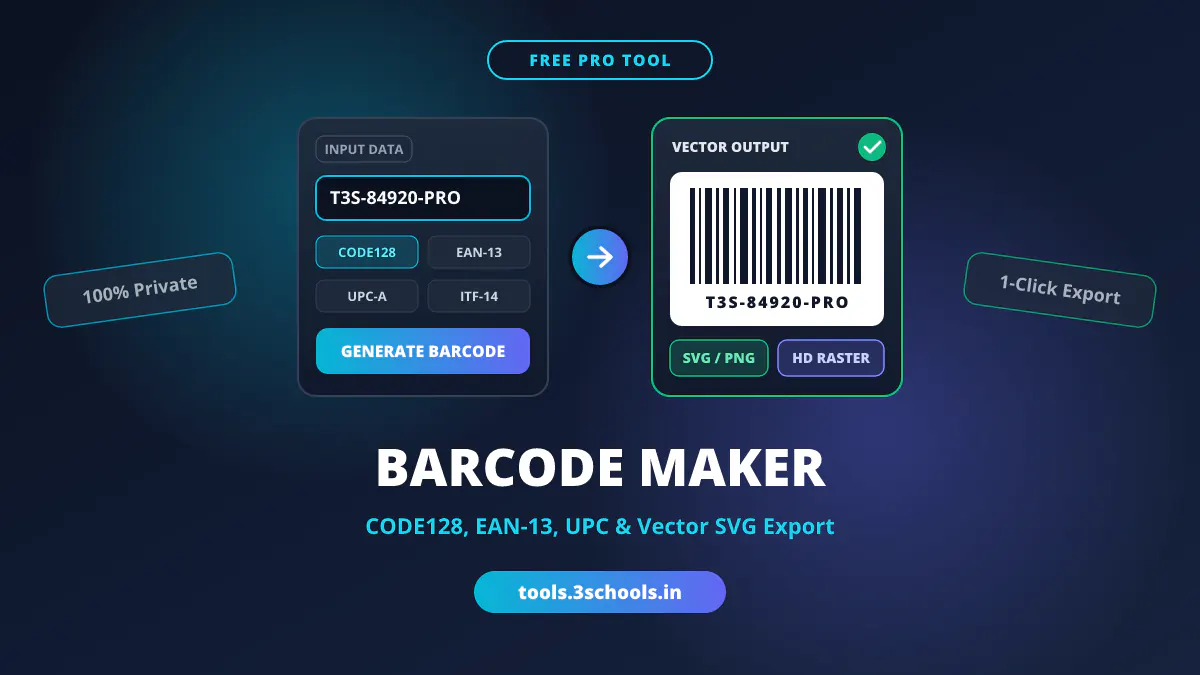 FREE PRO TOOL
INPUT DATA
T3S-84920-PRO
CODE128
EAN-13
UPC-A
ITF-14
GENERATE BARCODE
VECTOR OUTPUT
T3S-84920-PRO
SVG / PNG
HD RASTER
100% Private
1-Click Export
BARCODE MAKER
CODE128, EAN-13, UPC & Vector SVG Export
tools.3schools.in